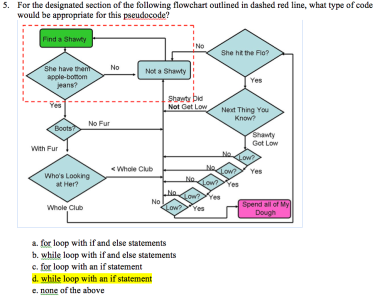 5. For the designated section of the following flowchart outlined in dashed red line, what type of code
would be appropriate for this pseudocode?
Find a Shawty
She have them
apple-bottom
jeans?
No
Not a Shawty
No
She hit the Flo?
Yes
Yes
Shawty Did
Not Get Low
Next Thing You
Know?
Boots?
No Fur
Shawty
Got Low
With Fur
No
Low?
Who's Looking
at Her?
< Whole Club
No
Low?
Yes
No
Low?
Yes
No
Low?
Yes
Whole Club
No
Low?
Yes
Spend all of My
Dough
a. for loop with if and else statements
b. while loop with if and else statements
c. for loop with an if statement
d. while loop with an if statement
e. none of the above